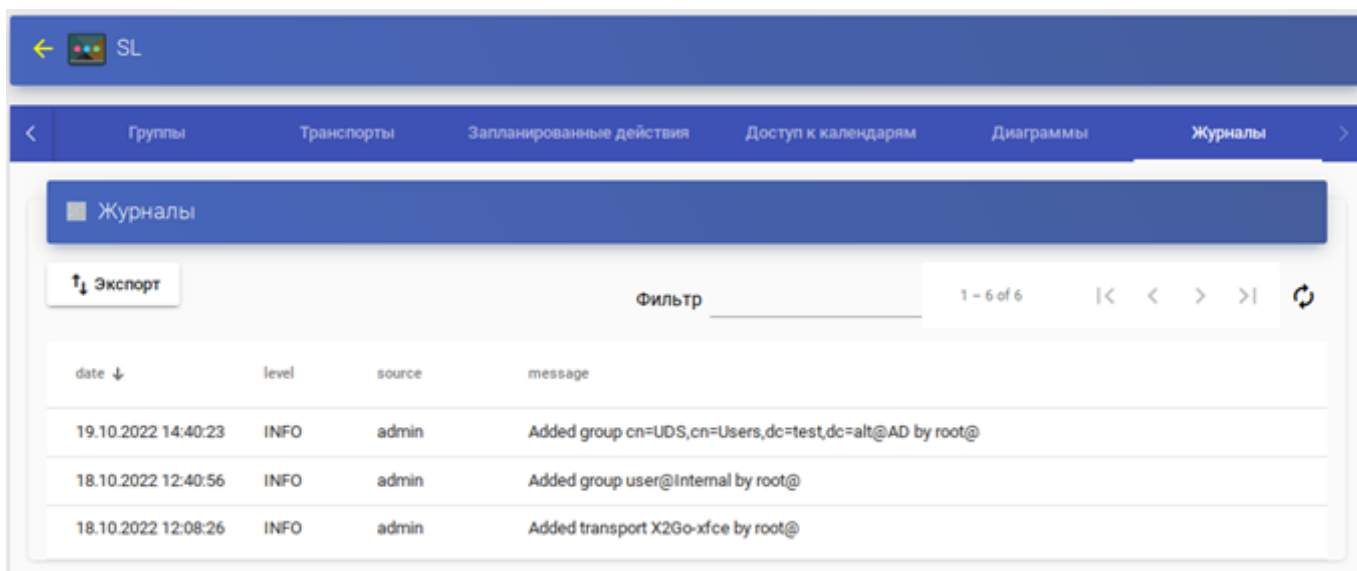 SL
Группы Транспорты Запланированные действия Доступ к календарям Диаграммы Журналы
Журналы
Экспорт
Фильтр
1 – 6 of 6
date level source message
19.10.2022 14:40:23 INFO admin Added group cn=UDS,cn=Users,dc=test,dc=alt@AD by root@
18.10.2022 12:40:56 INFO admin Added group user@Internal by root@
18.10.2022 12:08:26 INFO admin Added transport X2Go-xfce by root@